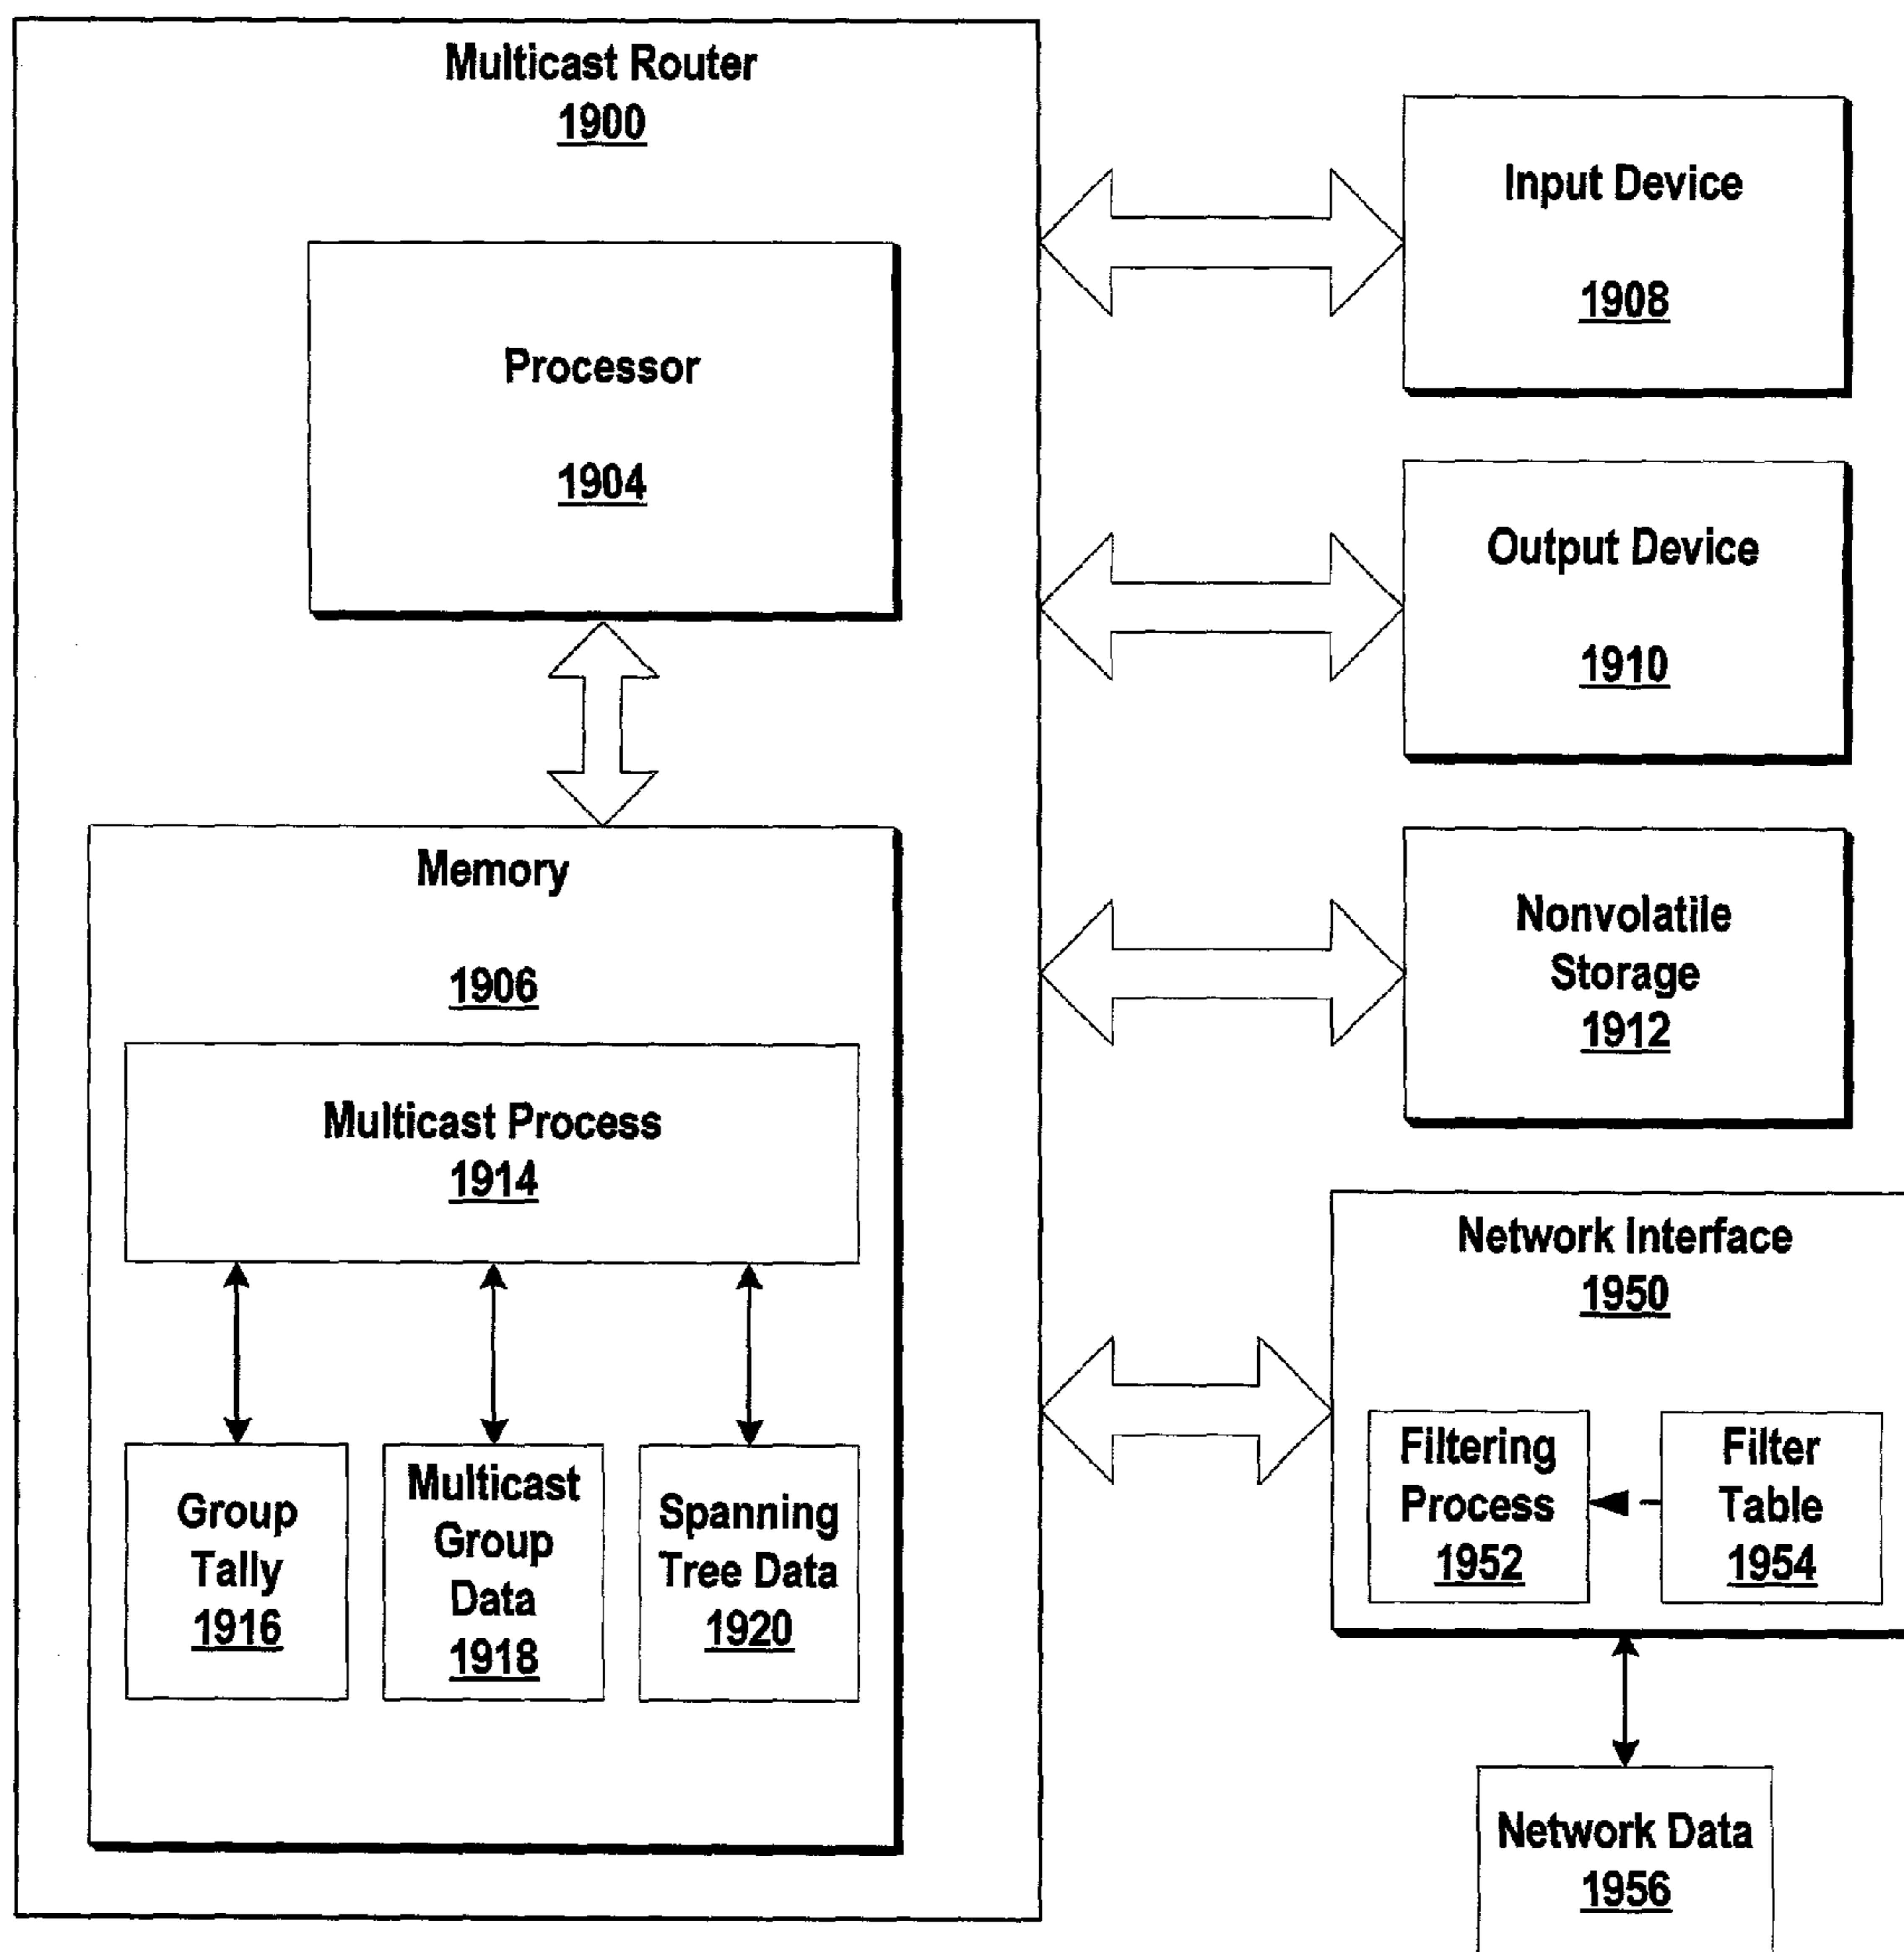 Multicast Router
1900
Processor
1904
Memory
1906
Multicast Process
1914
Group
Tally
1916
Multicast
Group
Data
1918
Spanning
Tree Data
1920
Input Device
1908
Output Device
1910
Nonvolatile
Storage
1912
Network Interface
1950
Filtering
Process
1952
Filter
Table
1954
Network Data
1956